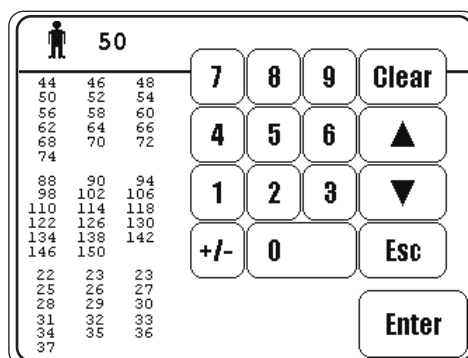 50
44 46 48
50 52 54
56 58 60
62 64 66
68 70 72
74
88 90 94
98 102 106
110 114 118
122 126 130
134 138 142
146 150
22 23 23
25 26 27
28 29 30
31 32 33
34 35 36
37
7 8 9 Clear
4 5 6 ▲
1 2 3 ▼
+/- 0 Esc
Enter